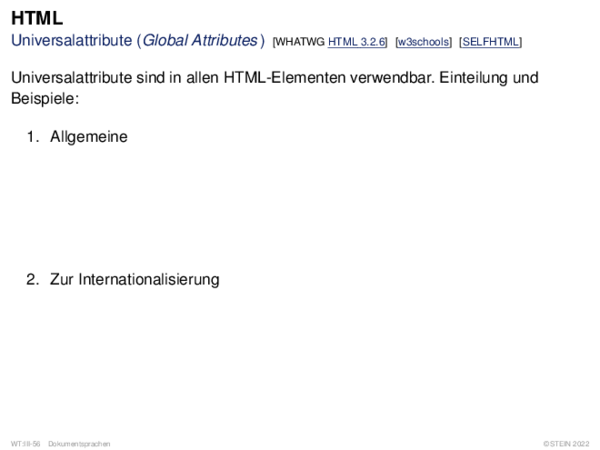 HTML
Universalattribute (Global Attributes) [WHATWG HTML 3.2.6] [w3schools] [SELFHTML]
Universalattribute sind in allen HTML-Elementen verwendbar. Einteilung und
Beispiele:
1. Allgemeine
2. Zur Internationalisierung
WT:III-56 Dokumentsprachen ©STEIN 2022